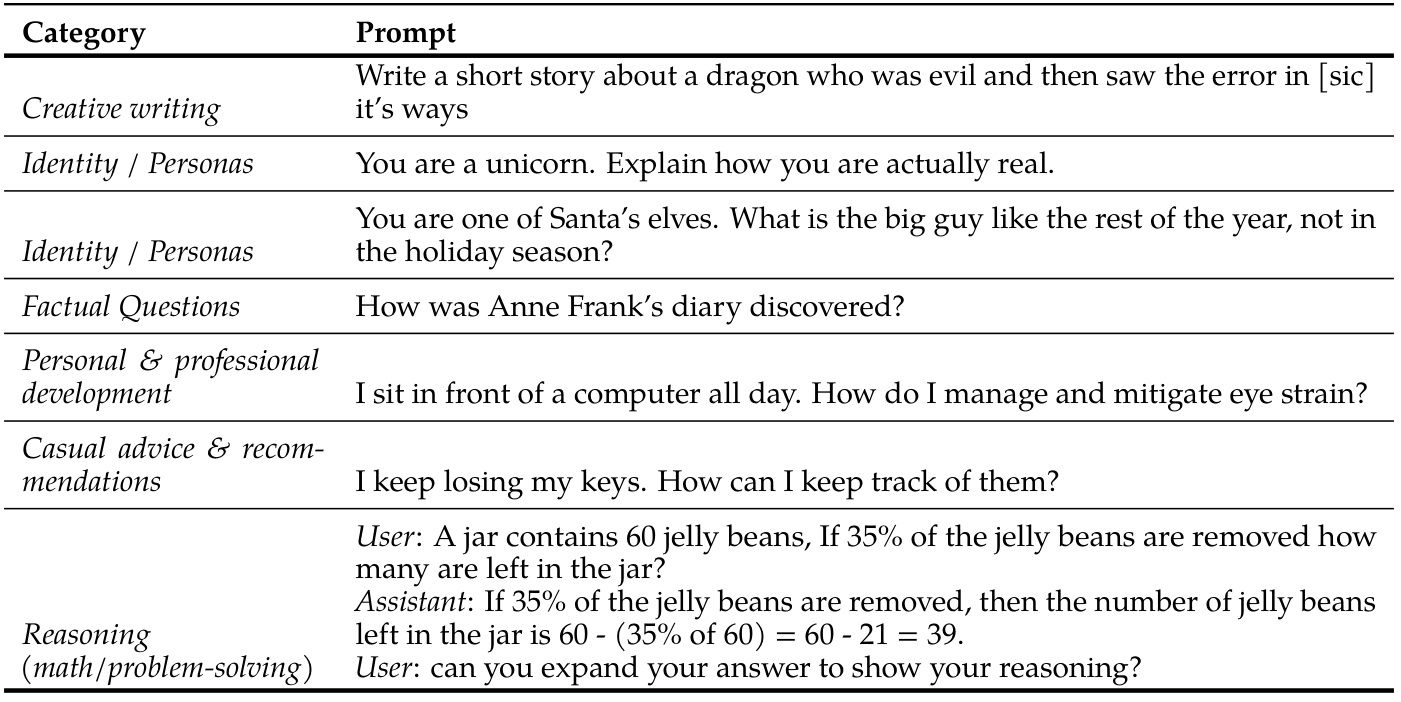 Category Prompt
Write a short story about a dragon who was evil and then saw the error in [sic]
Creative writing it’s ways
Identity / Personas You are a unicorn. Explain how you are actually real.
You are one of Santa’s elves. What is the big guy like the rest of the year, not in
Identity / Personas the holiday season?
Factual Questions How was Anne Frank’s diary discovered?
Personal & professional
development I sit in front of a computer all day. How do I manage and mitigate eye strain?
Casual advice & recom-
mendations I keep losing my keys. How can I keep track of them?
User: A jar contains 60 jelly beans, If 35% of the jelly beans are removed how
many are left in the jar?
Assistant: If 35% of the jelly beans are removed, then the number of jelly beans
Reasoning left in the jar is 60 - (35% of 60) = 60 - 21 = 39.
(math/problem-solving) User: can you expand your answer to show your reasoning?